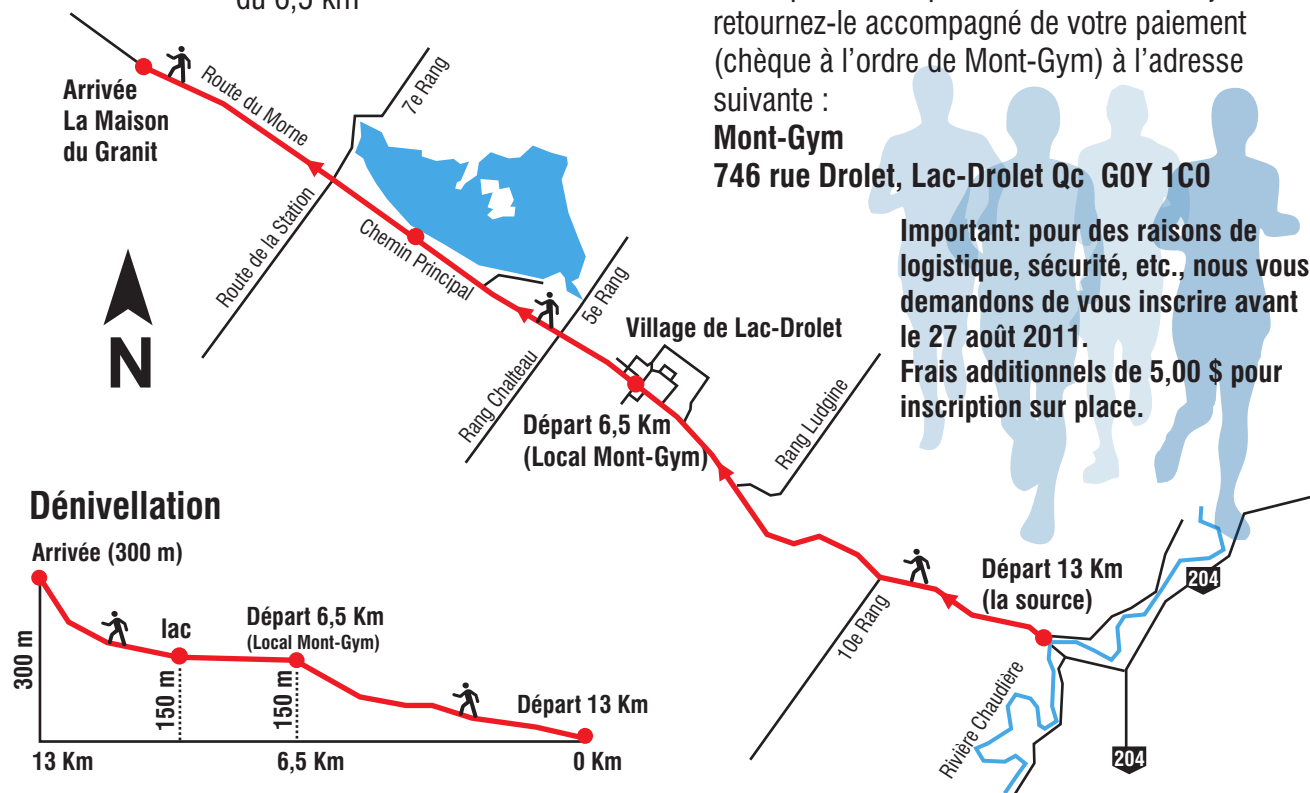 du 6,5 km
retournez-le accompagné de votre paiement
(chèque à l'ordre de Mont-Gym) à l'adresse
suivante :
Mont-Gym
746 rue Drolet, Lac-Drolet Qc G0Y 1C0
Important: pour des raisons de
logistique, sécurité, etc., nous vous
demandons de vous inscrire avant
le 27 août 2011.
Frais additionnels de 5,00 $ pour
inscription sur place.
Arrivée
La Maison
du Granit
Route du Morne
7e Rang
Route de la Station
Chemin Principal
N
5e Rang
Rang Chalteau
Village de Lac-Drolet
Départ 6,5 Km
(Local Mont-Gym)
Rang Ludgine
10e Rang
Départ 13 Km
(la source)
204
Rivière Chaudière
204
Dénivellation
Arrivée (300 m)
300 m
lac
150 m
Départ 6,5 Km
(Local Mont-Gym)
150 m
Départ 13 Km
13 Km
6,5 Km
0 Km